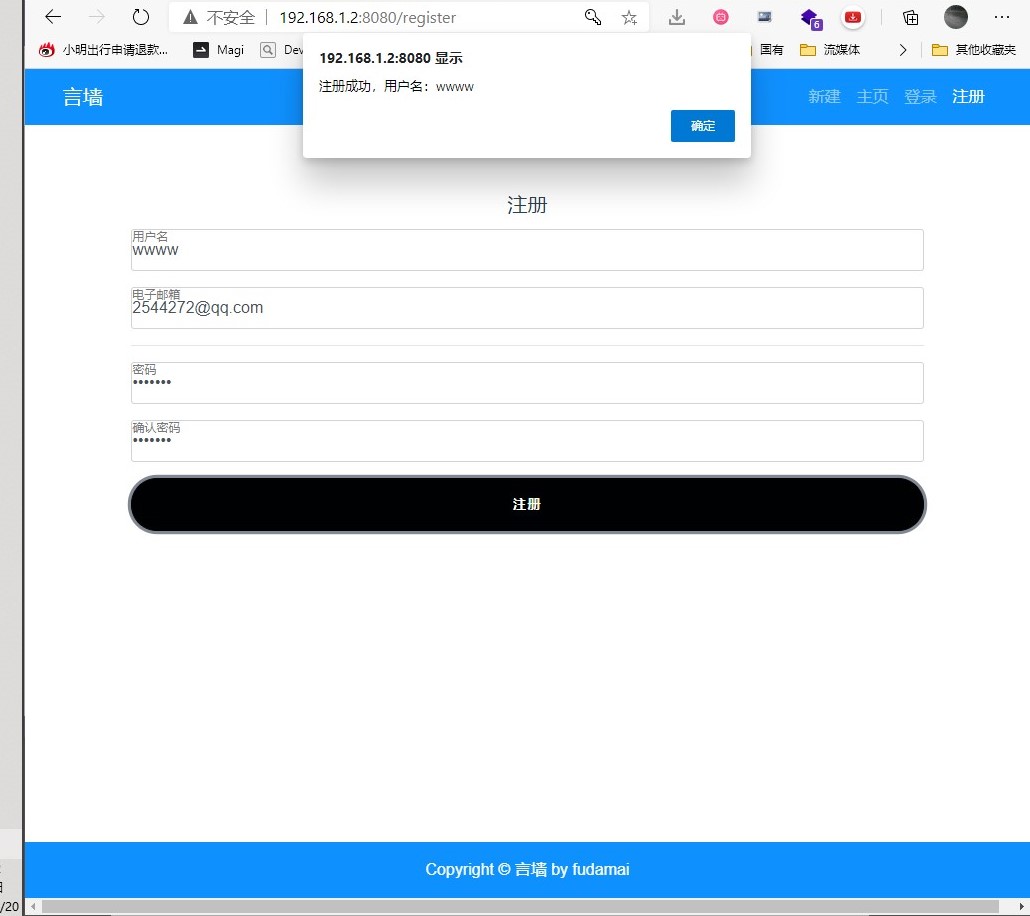 不安全 192.168.1.2:8080/register
6
小明出行申请退款... Magi Dev 国有 流媒体 其他收藏夹
192.168.1.2:8080 显示
注册成功，用户名：wwww
确定
言墙 新建 主页 登录 注册
注册
用户名
wwww
电子邮箱
2544272@qq.com
密码
•••••••
确认密码
•••••••
注册
Copyright © 言墙 by fudamai
/20